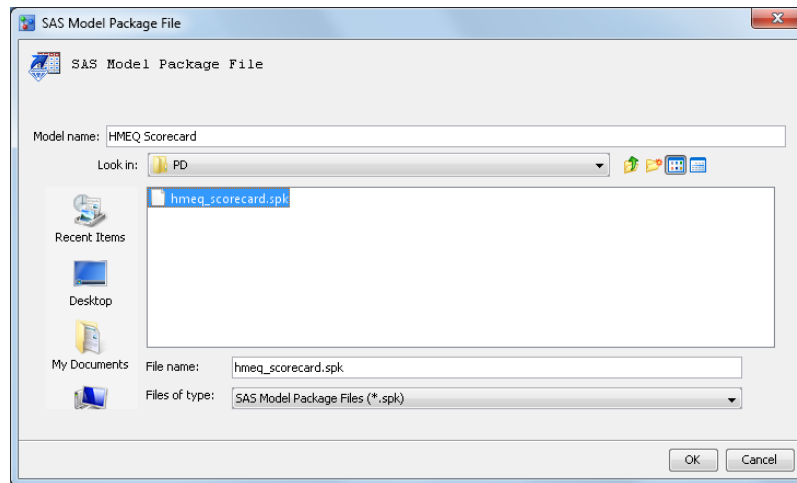 SAS Model Package File
SAS Model Package File
Model name: HMEQ Scorecard
Look in: PD
hmeq_scorecard.spk
Recent Items
Desktop
My Documents
File name: hmeq_scorecard.spk
Files of type: SAS Model Package Files (*.spk)
OK Cancel